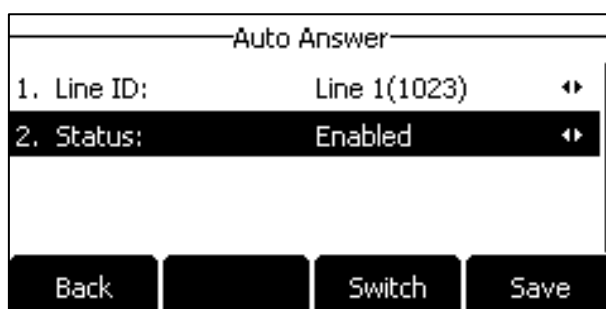 Auto Answer
1. Line ID: Line 1(1023)
2. Status: Enabled
Back Switch Save